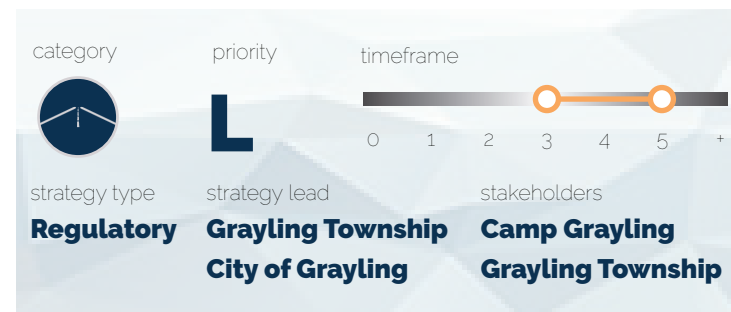 category priority timeframe
L
0 1 2 3 4 5 +
strategy type strategy lead stakeholders
Regulatory Grayling Township Camp Grayling
City of Grayling Grayling Township